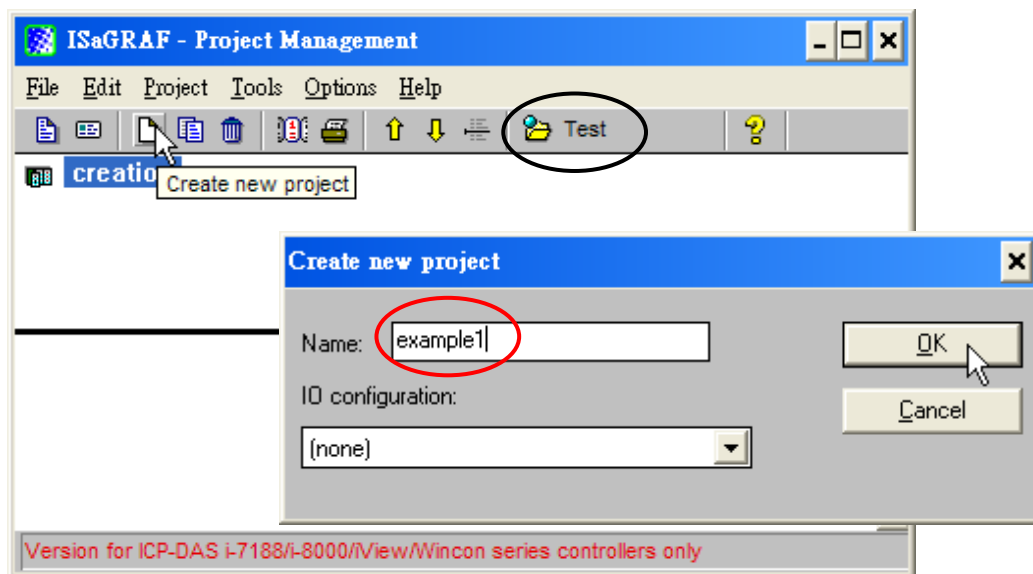 ISaGRAF - Project Management
File Edit Project Tools Options Help
Test
Create new project
Create new project
Name: example1
OK
IO configuration:
Cancel
(none)
Version for ICP-DAS i-7188/i-8000/iView/Wincon series controllers only